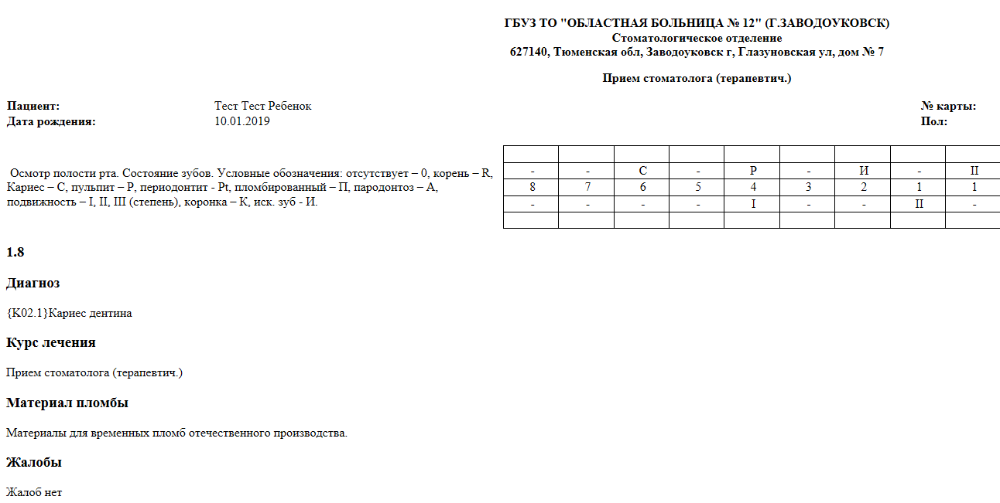 ГБУЗ ТО "ОБЛАСТНАЯ БОЛЬНИЦА № 12" (Г.ЗАВОДОУКОВСК)
Стоматологическое отделение
627140, Тюменская обл, Заводоуковск г, Глазуновская ул, дом № 7
Прием стоматолога (терапевтич.)
Пациент: Тест Тест Ребенок № карты:
Дата рождения: 10.01.2019 Пол:
Осмотр полости рта. Состояние зубов. Условные обозначения: отсутствует – 0, корень – R,
Кариес – С, пульпит – Р, периодонтит - Pt, пломбированный – П, пародонтоз – А,
подвижность – I, II, III (степень), коронка – К, иск. зуб - И.
- - С - Р - И - II
8 7 6 5 4 3 2 1 1
- - - - I - - II -
1.8
Диагноз
{K02.1}Кариес дентина
Курс лечения
Прием стоматолога (терапевтич.)
Материал пломбы
Материалы для временных пломб отечественного производства.
Жалобы
Жалоб нет